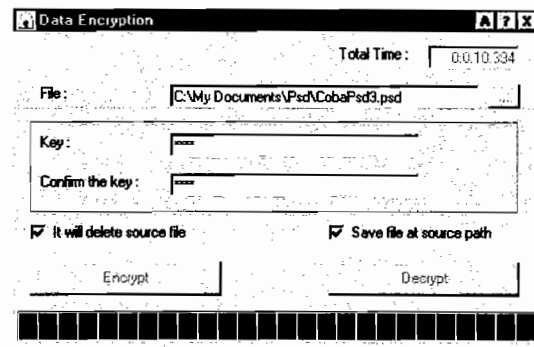 Data Encryption A ? X
Total Time : 0:0:10.334
File : C:\My Documents\Psd\CobaPsd3.psd ...
Key : ****
Confirm the key : ****
It will delete source file Save file at source path
Encrypt Decrypt